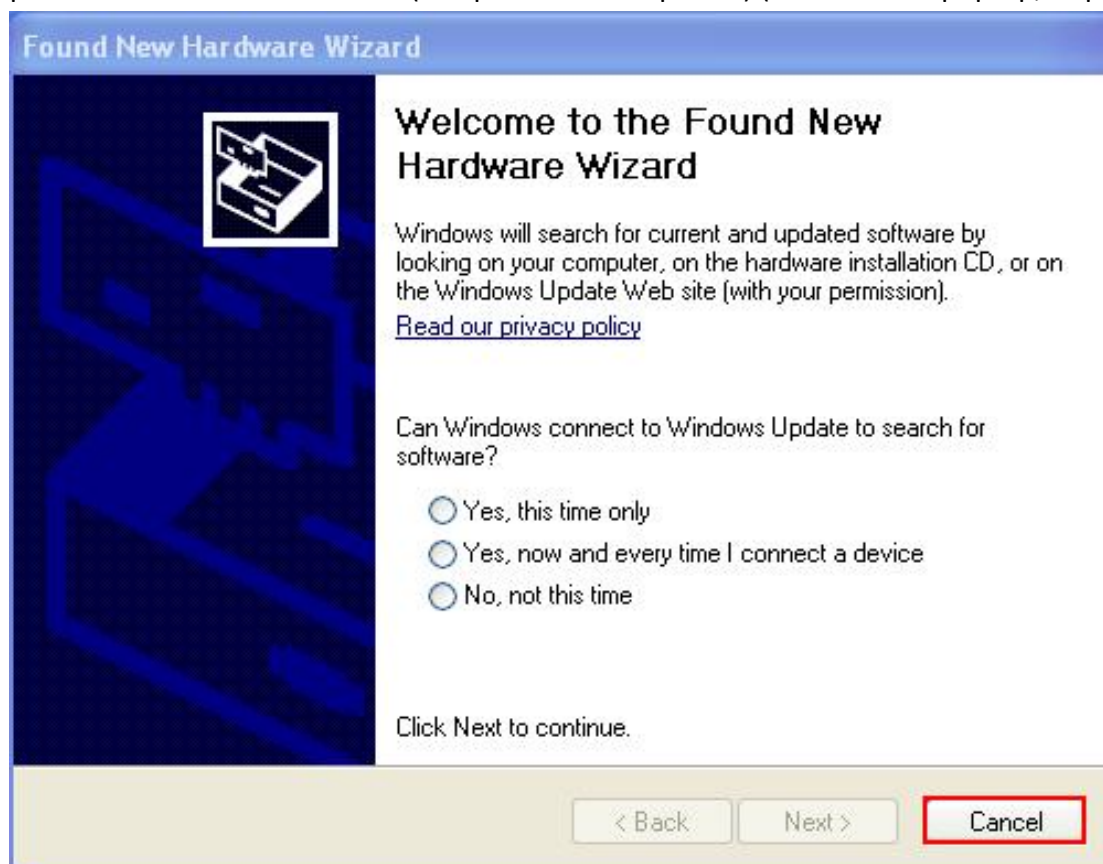 Found New Hardware Wizard
Welcome to the Found New
Hardware Wizard
Windows will search for current and updated software by
looking on your computer, on the hardware installation CD, or on
the Windows Update Web site (with your permission).
Read our privacy policy
Can Windows connect to Windows Update to search for
software?
Yes, this time only
Yes, now and every time I connect a device
No, not this time
Click Next to continue.
< Back Next > Cancel